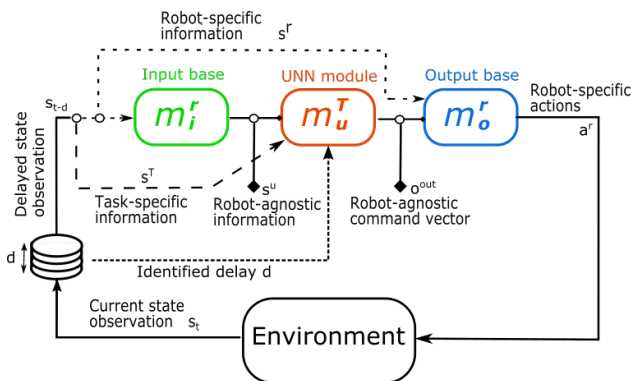 Robot-specific
information s^r
Input base
UNN module
Output base
Robot-specific
actions
a^r
s_{t-d}
m_i^r
m_u^T
m_o^r
Delayed state
observation
s^T
Task-specific
information
s^u
Robot-agnostic
information
o^out
Robot-agnostic
command vector
d
Identified delay d
Current state
observation s_t
Environment